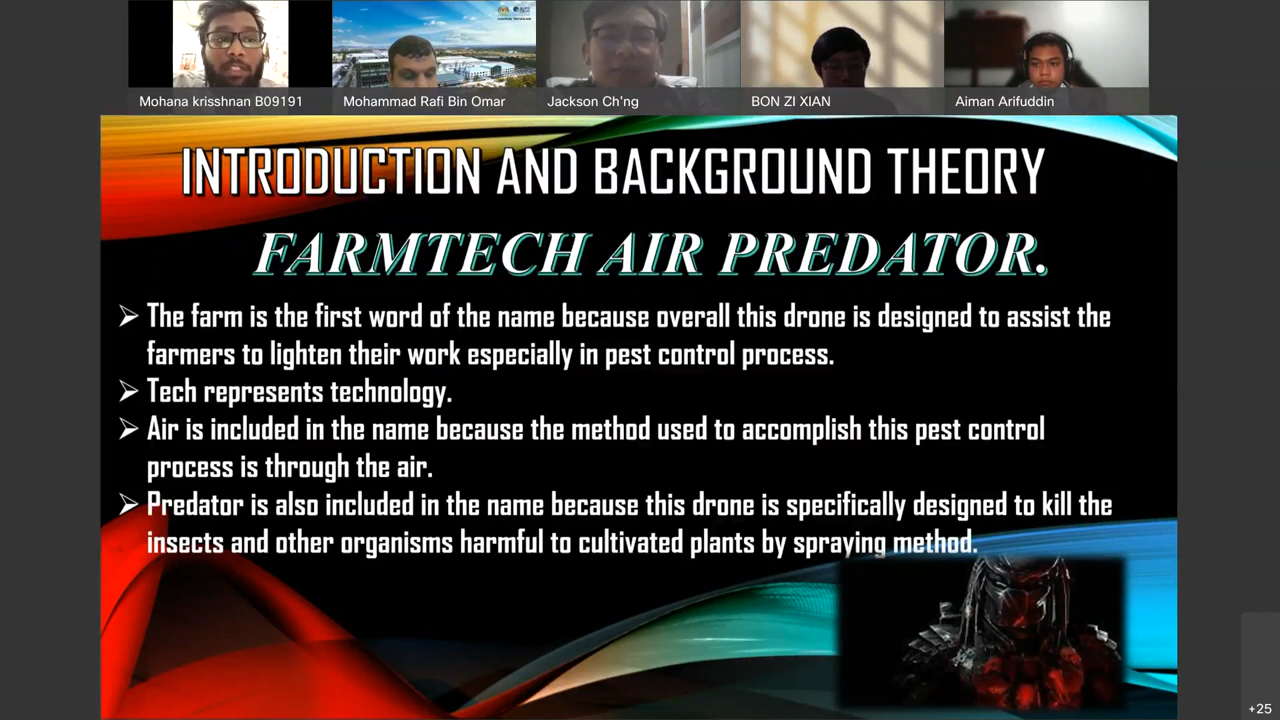 Mohana krisshnan B09191
Mohammad Rafi Bin Omar
Jackson Ch'ng
BON ZI XIAN
Aiman Arifuddin
INTRODUCTION AND BACKGROUND THEORY
FARMTECH AIR PREDATOR.
The farm is the first word of the name because overall this drone is designed to assist the
farmers to lighten their work especially in pest control process.
Tech represents technology.
Air is included in the name because the method used to accomplish this pest control
process is through the air.
Predator is also included in the name because this drone is specifically designed to kill the
insects and other organisms harmful to cultivated plants by spraying method.
+25